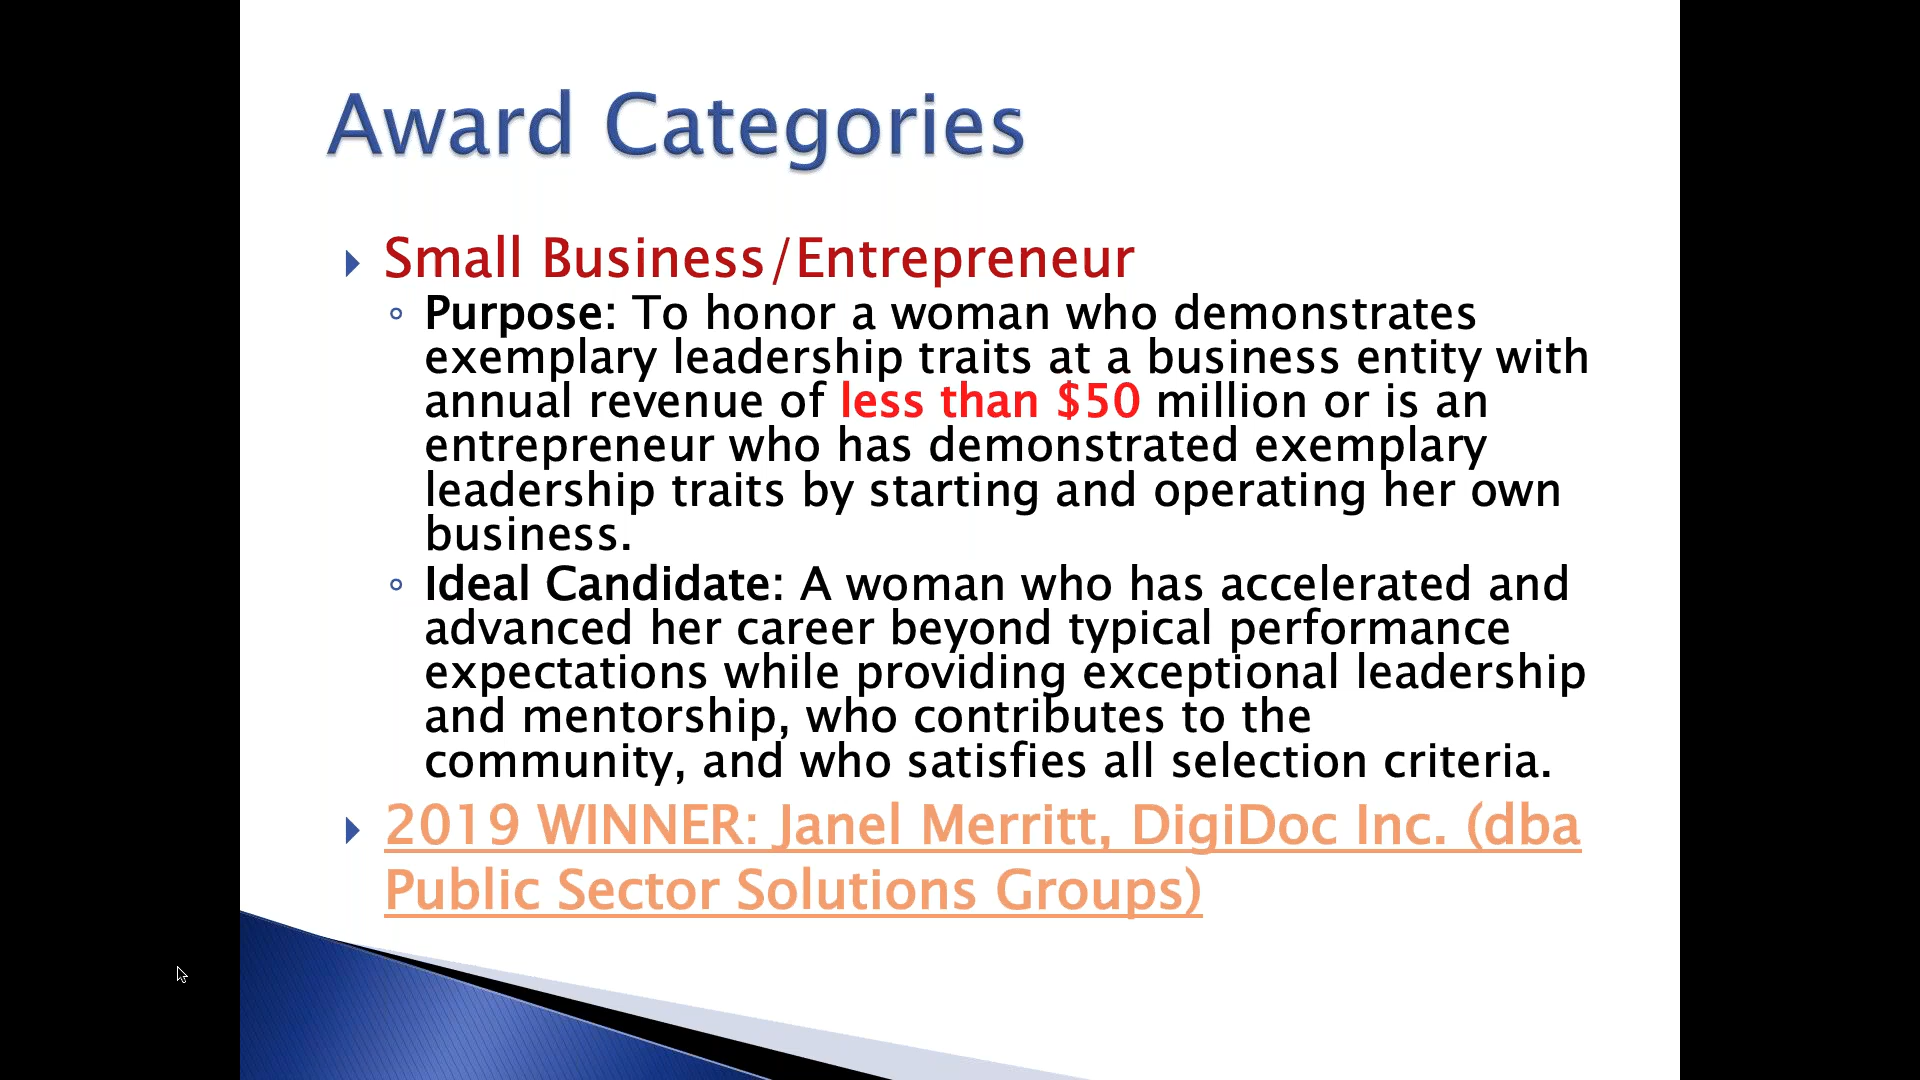 Award Categories
Small Business/Entrepreneur
Purpose: To honor a woman who demonstrates
exemplary leadership traits at a business entity with
annual revenue of less than $50 million or is an
entrepreneur who has demonstrated exemplary
leadership traits by starting and operating her own
business.
Ideal Candidate: A woman who has accelerated and
advanced her career beyond typical performance
expectations while providing exceptional leadership
and mentorship, who contributes to the
community, and who satisfies all selection criteria.
2019 WINNER: Janel Merritt, DigiDoc Inc. (dba
Public Sector Solutions Groups)